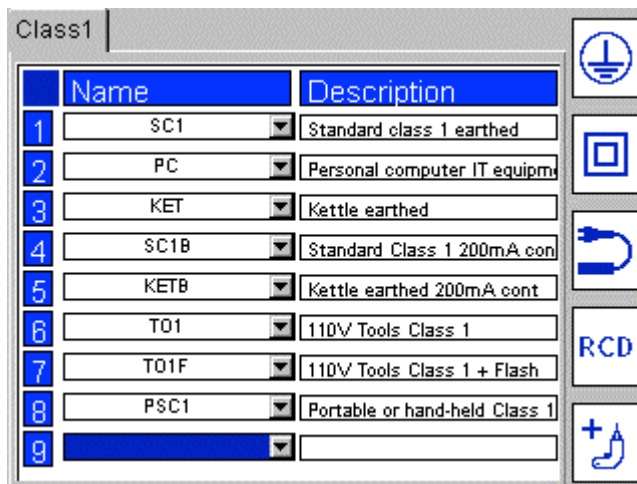 Class1
Name Description
1 SC1 Standard class 1 earthed
2 PC Personal computer IT equipm
3 KET Kettle earthed
4 SC1B Standard Class 1 200mA con
5 KETB Kettle earthed 200mA cont
6 TO1 110V Tools Class 1
7 TO1F 110V Tools Class 1 + Flash
8 PSC1 Portable or hand-held Class 1
9
RCD